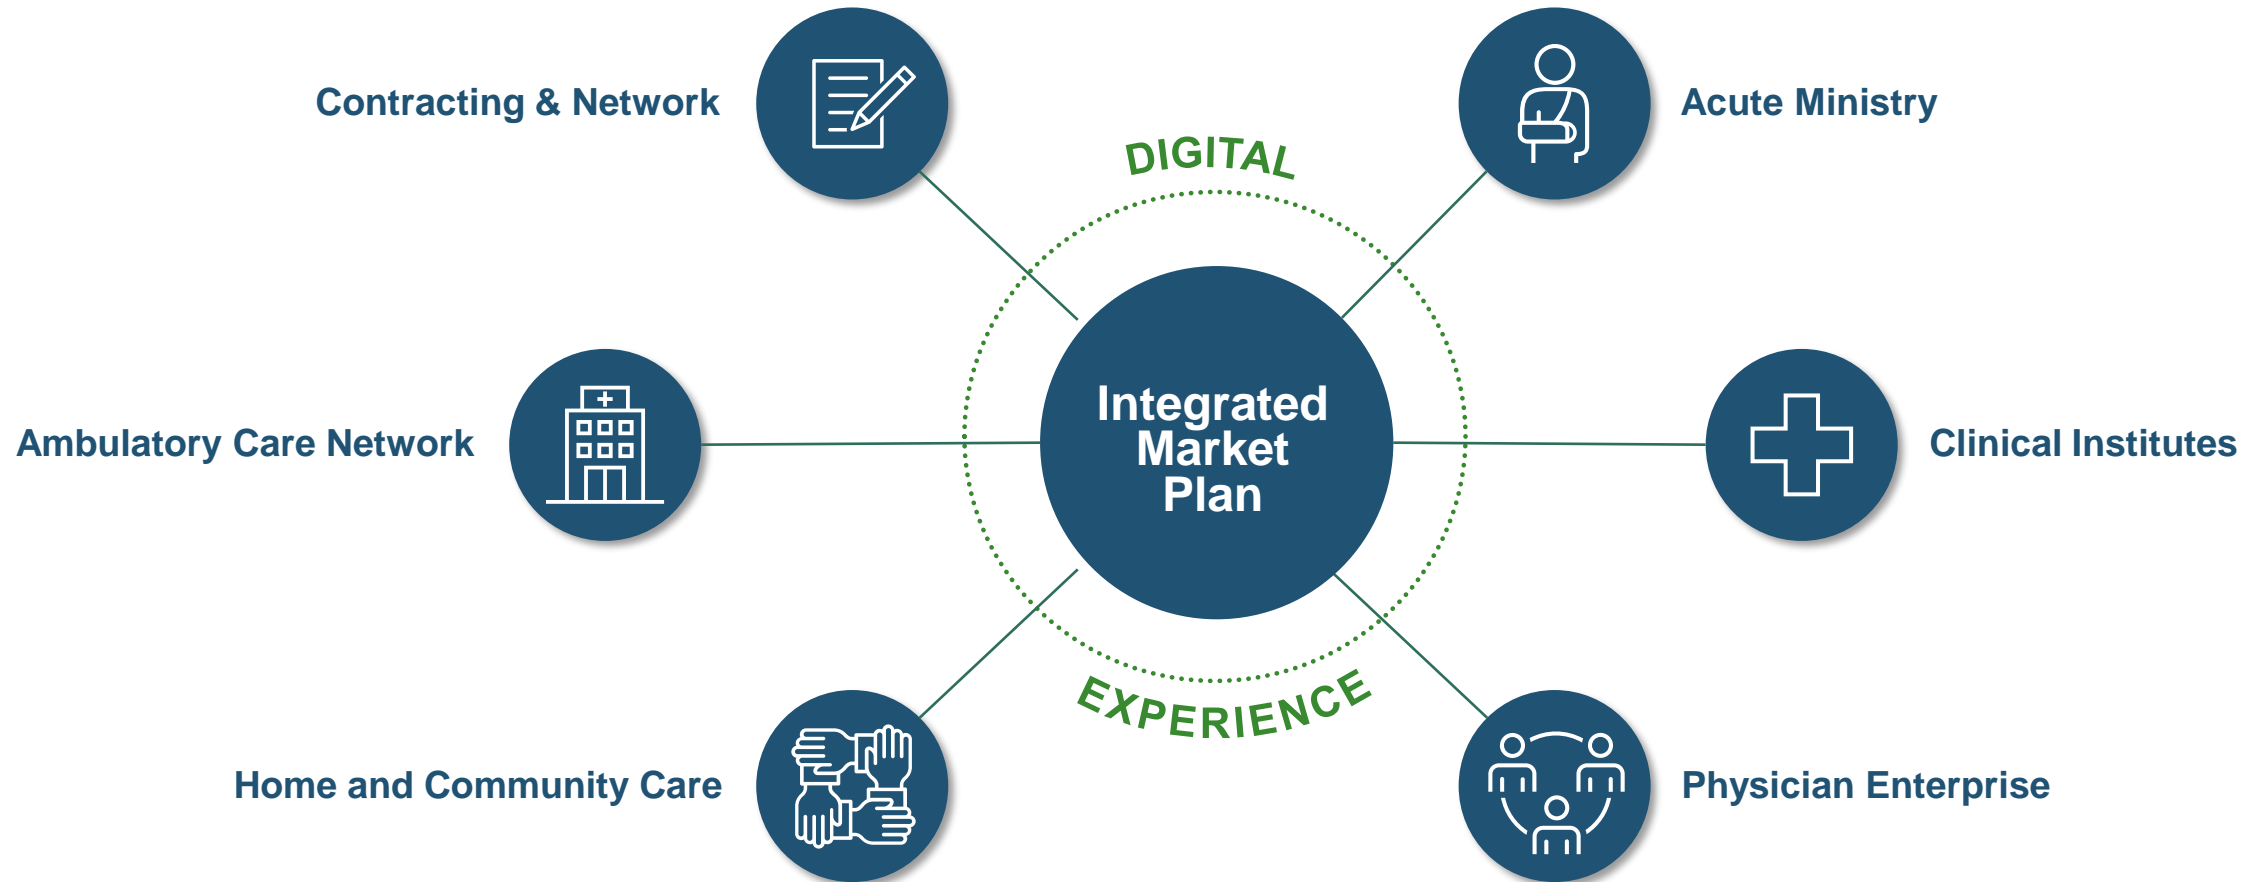 Contracting & Network
Acute Ministry
DIGITAL
Integrated
Market
Plan
Ambulatory Care Network
Clinical Institutes
EXPERIENCE
Home and Community Care
Physician Enterprise